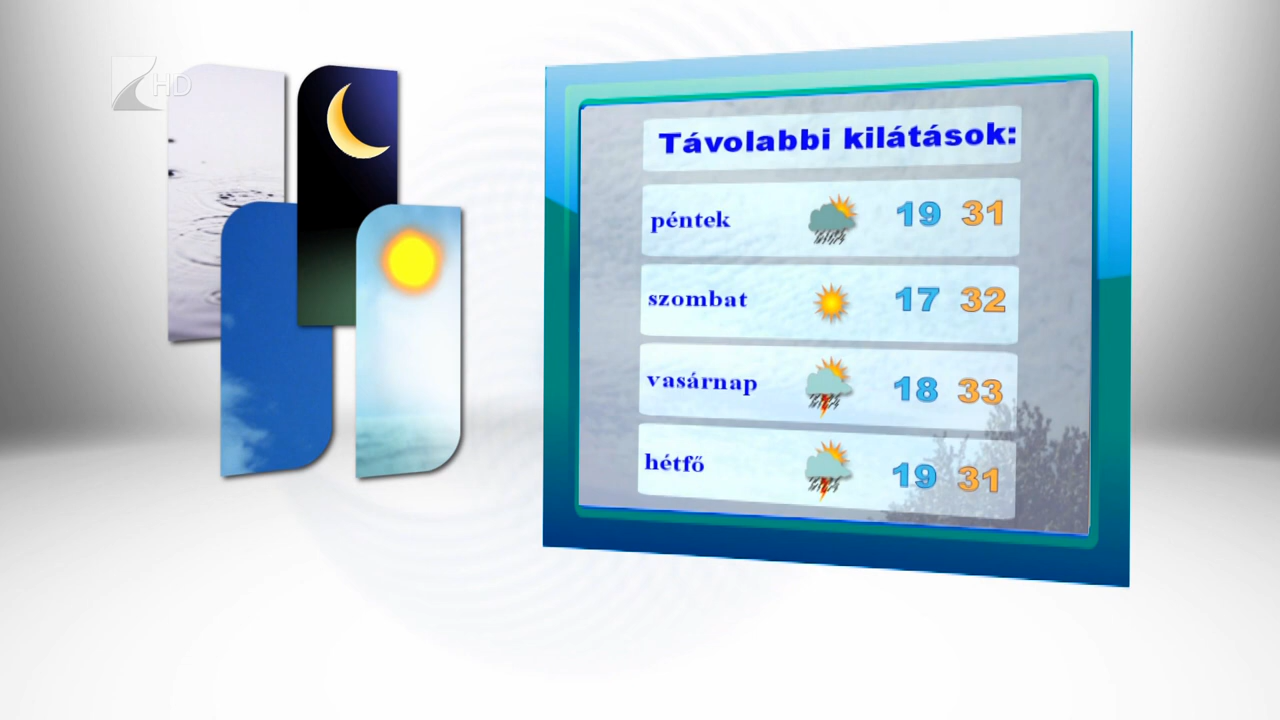 HD
Távolabbi kilátások:
péntek 19 31
szombat 17 32
vasárnap 18 33
hétfő 19 31